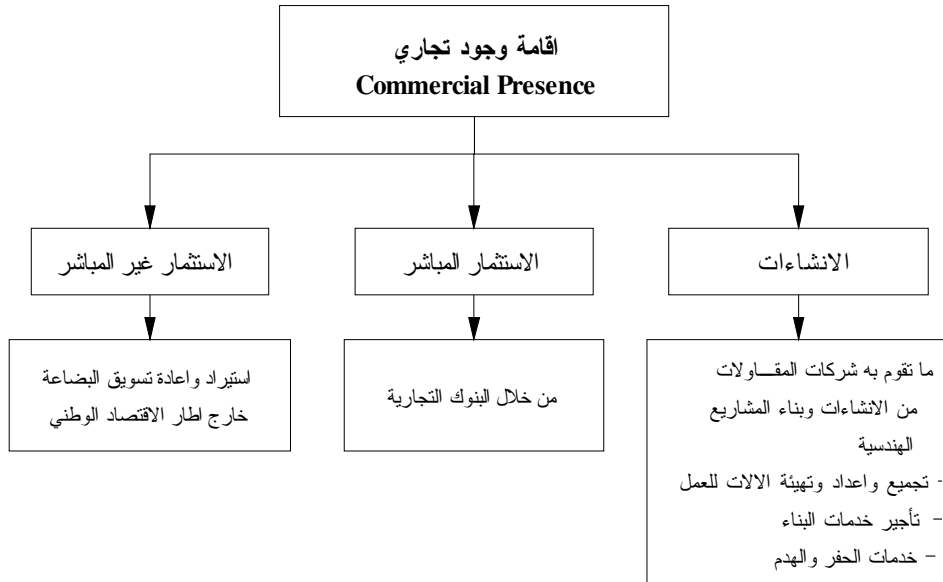 اقامة وجود تجاري
Commercial Presence
الانشاءات
الاستثمار المباشر
الاستثمار غير المباشر
ما تقوم به شركات المقـــاولات
من الانشاءات وبناء المشاريع
الهندسية
- تجميع واعداد وتهيئة الالات للعمل
- تأجير خدمات البناء
- خدمات الحفر والهدم
من خلال البنوك التجارية
استيراد واعادة تسويق البضاعة
خارج اطار الاقتصاد الوطني